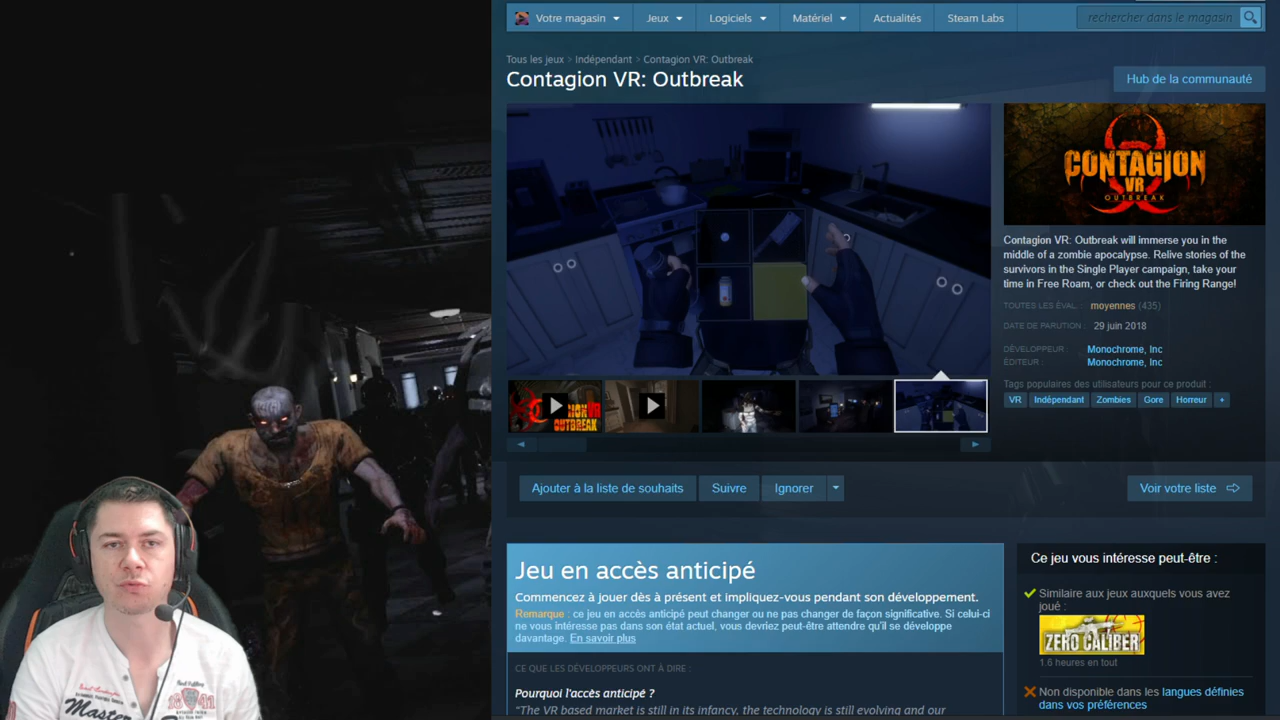 Votre magasin
Jeux
Logiciels
Matériel
Actualités
Steam Labs
rechercher dans le magasin
Tous les jeux > Indépendant > Contagion VR: Outbreak
Contagion VR: Outbreak
Hub de la communauté
CONTAGION
VR
OUTBREAK
Contagion VR: Outbreak will immerse you in the
middle of a zombie apocalypse. Relive stories of the
survivors in the Single Player campaign, take your
time in Free Roam, or check out the Firing Range!
TOUTES LES ÉVAL. : moyennes (435)
DATE DE PARUTION : 29 juin 2018
DÉVELOPPEUR : Monochrome, Inc
ÉDITEUR : Monochrome, Inc
Tags populaires des utilisateurs pour ce produit :
VR Indépendant Zombies Gore Horreur +
OUTBREAK
Ajouter à la liste de souhaits
Suivre
Ignorer
Voir votre liste
Jeu en accès anticipé
Commencez à jouer dès à présent et impliquez-vous pendant son développement.
Remarque : ce jeu en accès anticipé peut changer ou ne pas changer de façon significative. Si celui-ci
ne vous intéresse pas dans son état actuel, vous devriez peut-être attendre qu'il se développe
davantage. En savoir plus
CE QUE LES DÉVELOPPEURS ONT À DIRE :
Pourquoi l'accès anticipé ?
"The VR based market is still in its infancy, the technology is still evolving and our
Ce jeu vous intéresse peut-être :
Similaire aux jeux auxquels vous avez
joué :
ZERO CALIBER
1.6 heures en tout
Non disponible dans les langues définies
dans vos préférences
Master